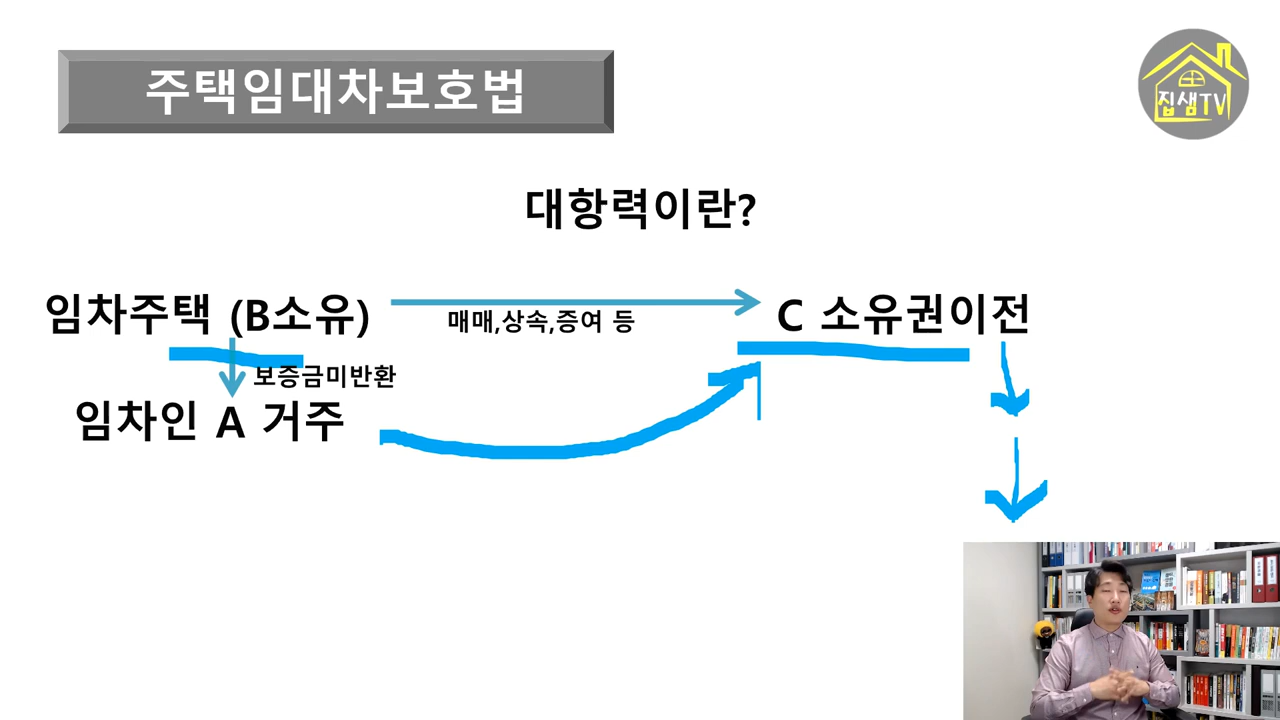 주택임대차보호법
집샘TV
대항력이란?
임차주택 (B소유)
매매,상속,증여 등
C 소유권이전
보증금미반환
임차인 A 거주